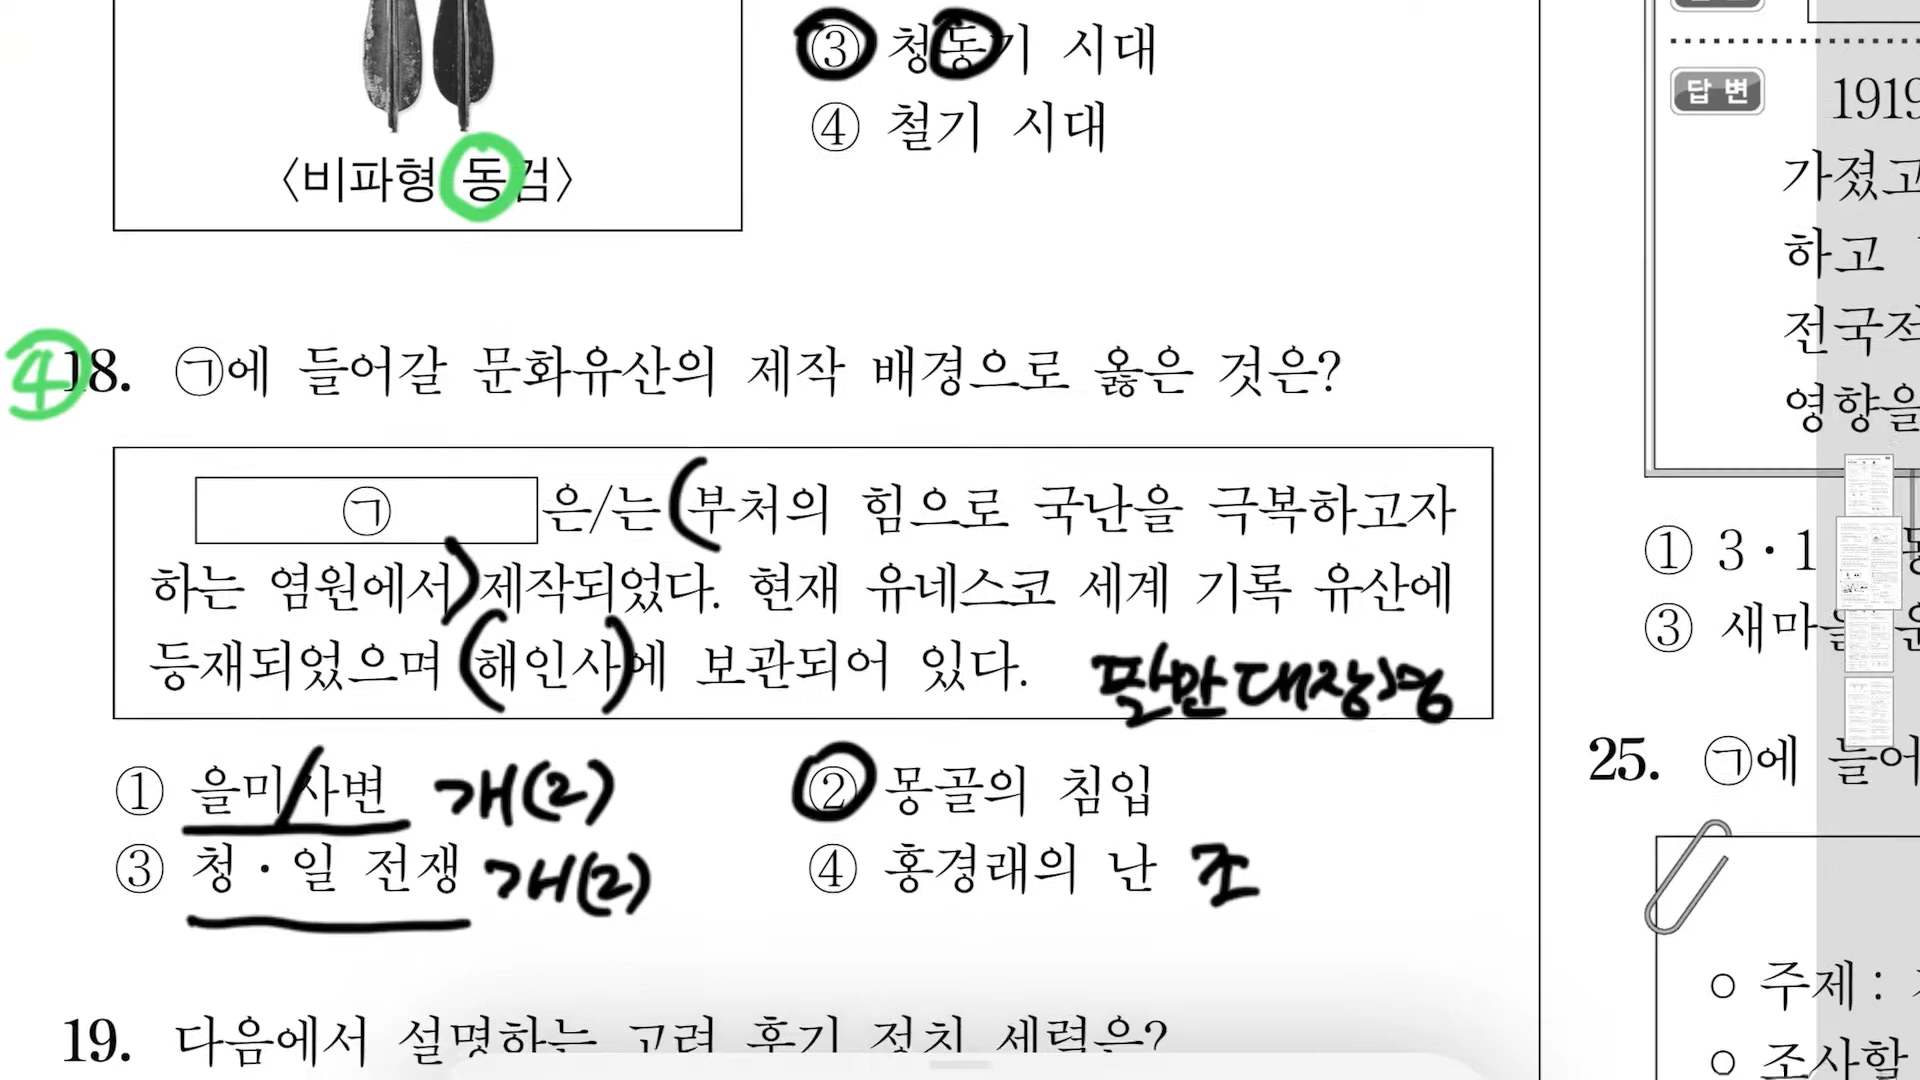 ③ 청동기 시대
④ 철기 시대
〈비파형 동검〉
④
18. ㉠에 들어갈 문화유산의 제작 배경으로 옳은 것은?
㉠ 은/는 (부처의 힘으로 국난을 극복하고자
하는 염원에서) 제작되었다. 현재 유네스코 세계 기록 유산에
등재되었으며 (해인사)에 보관되어 있다. 팔만대장경
① 을미사변 개(2) ② 몽골의 침입
③ 청·일 전쟁 개(2) ④ 홍경래의 난 조
19. 다음에서 설명하는 고려 후기 정치 세력은?
답변 1919
가졌고
하고
전국적
영향을
① 3·1
③ 새마을
25. ㉠에 들어
○ 주제 :
○ 조사할